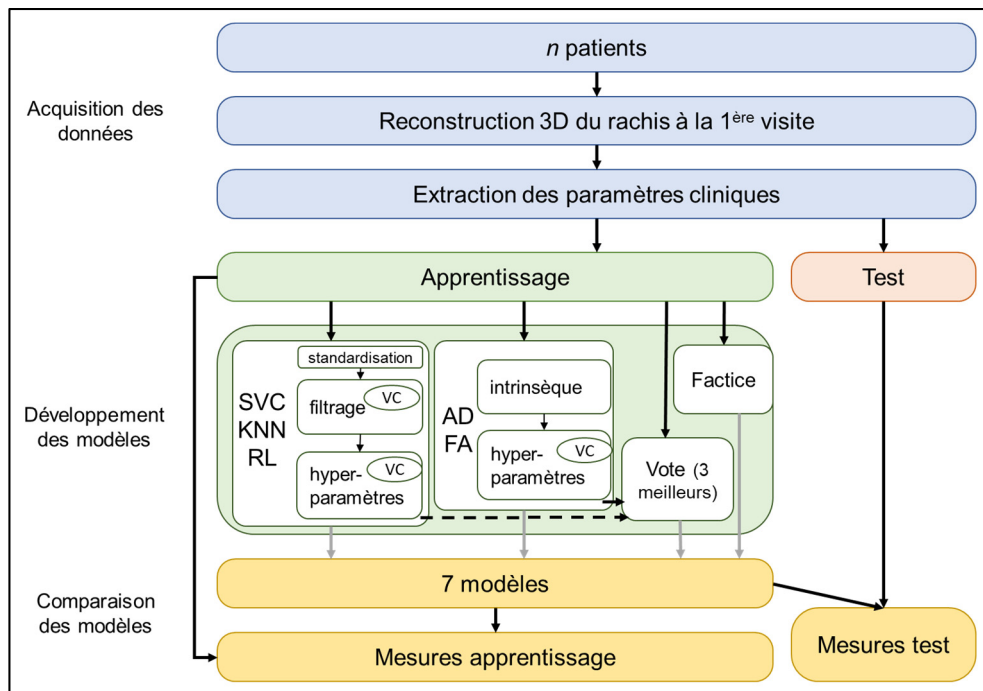 n patients
Acquisition des
données
Reconstruction 3D du rachis à la 1ère visite
Extraction des paramètres cliniques
Apprentissage
Test
Développement
des modèles
SVC
KNN
RL
standardisation
filtrage
VC
hyper-
paramètres
VC
AD
FA
intrinsèque
hyper-
paramètres
VC
Factice
Vote (3
meilleurs)
Comparaison
des modèles
7 modèles
Mesures apprentissage
Mesures test